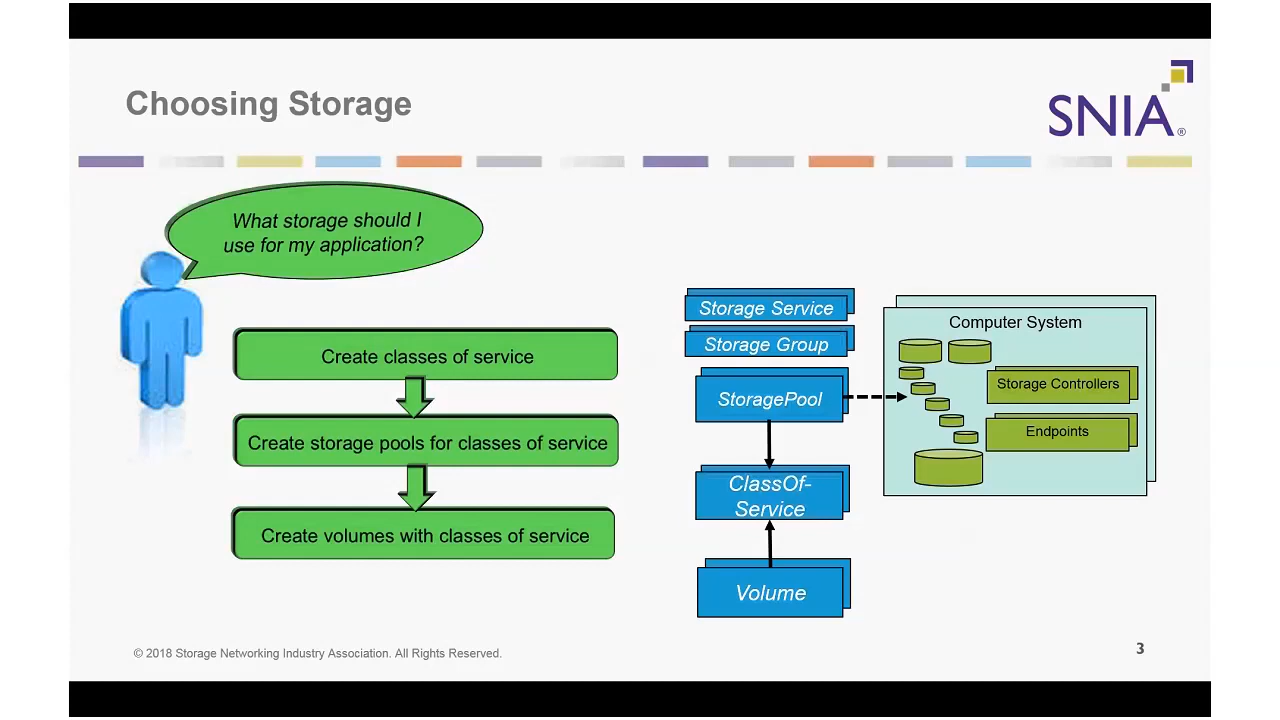 Choosing Storage
SNIA®
What storage should I
use for my application?
Create classes of service
Create storage pools for classes of service
Create volumes with classes of service
Storage Service
Storage Group
StoragePool
ClassOf-
Service
Volume
Computer System
Storage Controllers
Endpoints
© 2018 Storage Networking Industry Association. All Rights Reserved.
3